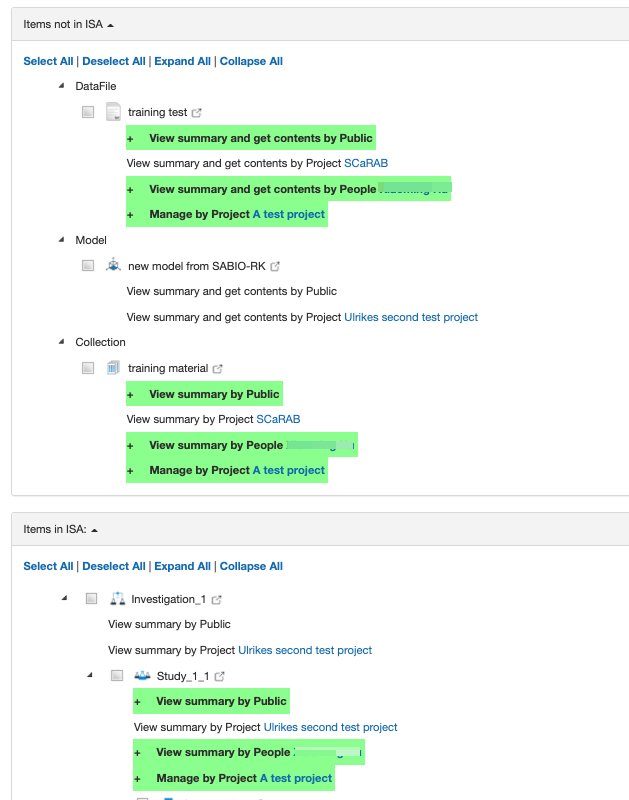 Items not in ISA
Select All | Deselect All | Expand All | Collapse All
DataFile
training test
+ View summary and get contents by Public
View summary and get contents by Project SCaRAB
+ View summary and get contents by People
+ Manage by Project A test project
Model
new model from SABIO-RK
View summary and get contents by Public
View summary and get contents by Project Ulrikes second test project
Collection
training material
+ View summary by Public
View summary by Project SCaRAB
+ View summary by People
+ Manage by Project A test project
Items in ISA:
Select All | Deselect All | Expand All | Collapse All
Investigation_1
View summary by Public
View summary by Project Ulrikes second test project
Study_1_1
+ View summary by Public
View summary by Project Ulrikes second test project
+ View summary by People
+ Manage by Project A test project